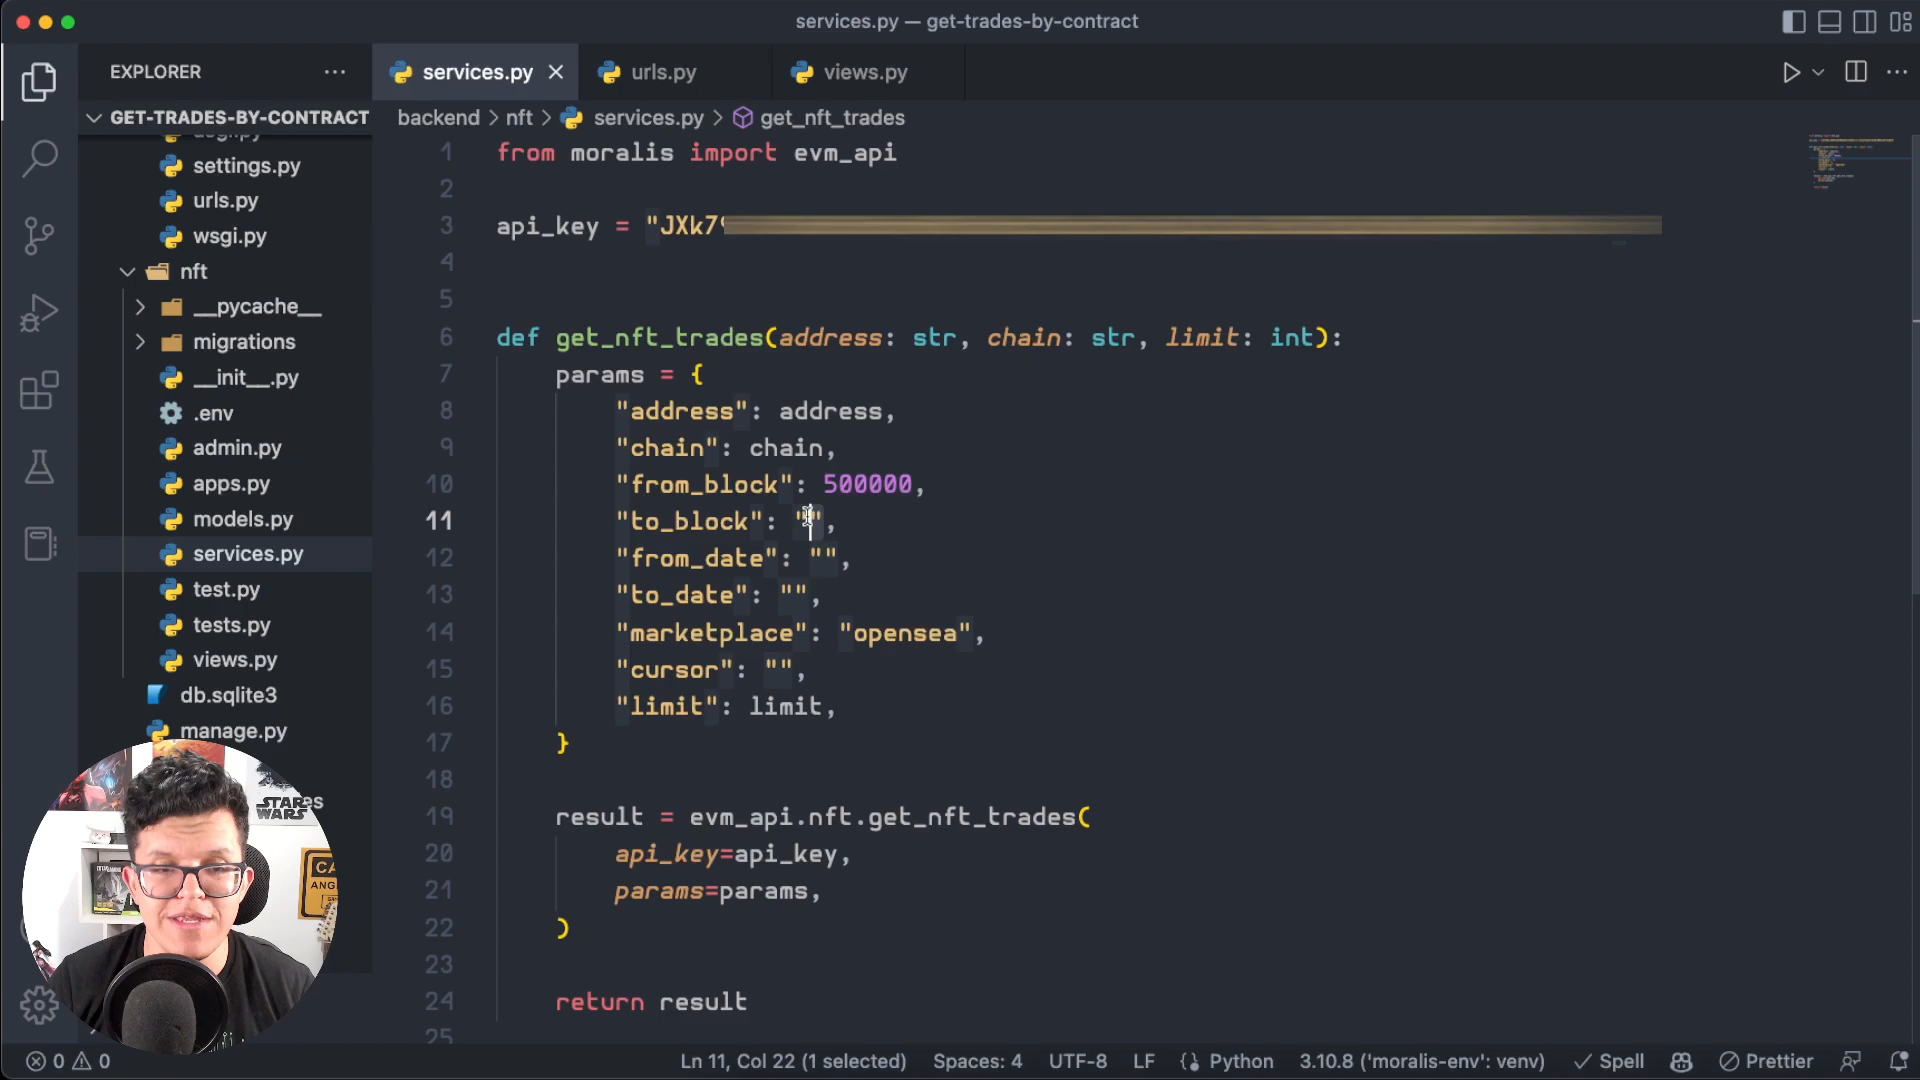 services.py — get-trades-by-contract
EXPLORER
services.py
urls.py
views.py
GET-TRADES-BY-CONTRACT
backend > nft > services.py > get_nft_trades
settings.py
urls.py
wsgi.py
nft
__pycache__
migrations
__init__.py
.env
admin.py
apps.py
models.py
services.py
test.py
tests.py
views.py
db.sqlite3
manage.py
1 from moralis import evm_api
2
3 api_key = "JXk7
4
5
6 def get_nft_trades(address: str, chain: str, limit: int):
7 params = {
8 "address": address,
9 "chain": chain,
10 "from_block": 500000,
11 "to_block": "",
12 "from_date": "",
13 "to_date": "",
14 "marketplace": "opensea",
15 "cursor": "",
16 "limit": limit,
17 }
18
19 result = evm_api.nft.get_nft_trades(
20 api_key=api_key,
21 params=params,
22 )
23
24 return result
25
STAR
WARS
CA
ANG
0 0 Ln 11, Col 22 (1 selected) Spaces: 4 UTF-8 LF Python 3.10.8 ('moralis-env': venv) Spell Prettier